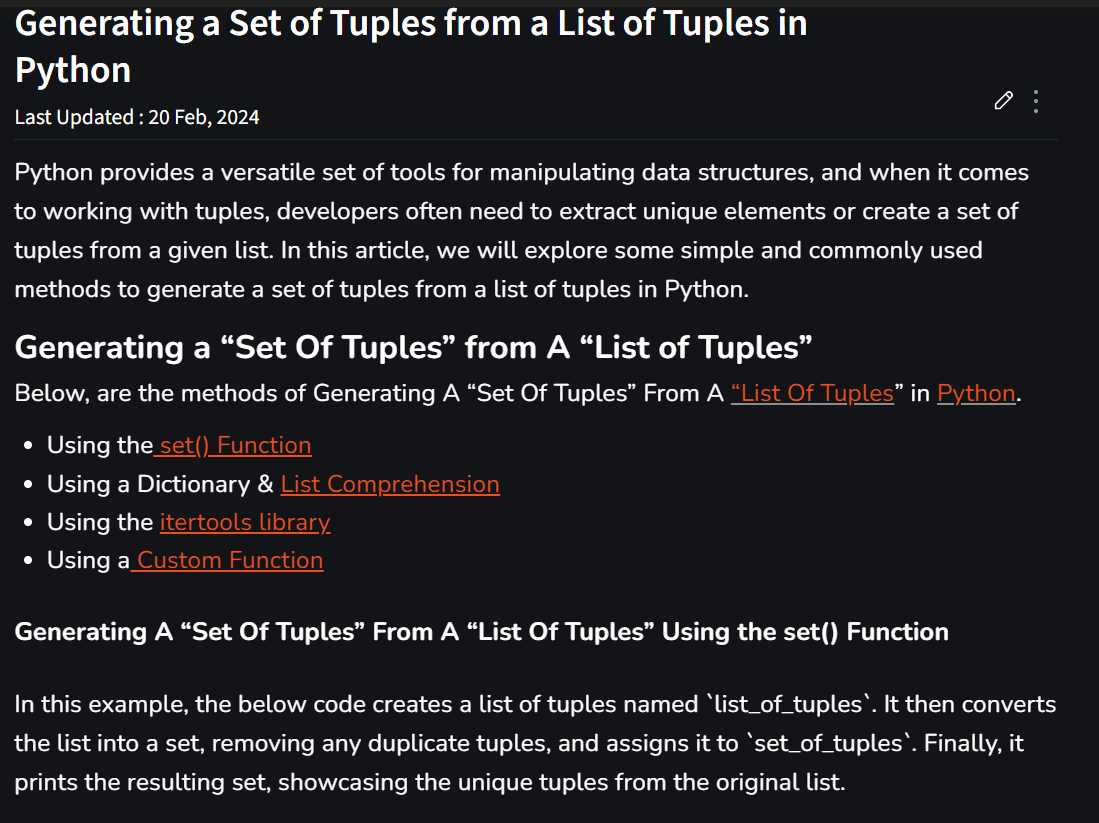 Generating a Set of Tuples from a List of Tuples in
Python
Last Updated : 20 Feb, 2024
Python provides a versatile set of tools for manipulating data structures, and when it comes
to working with tuples, developers often need to extract unique elements or create a set of
tuples from a given list. In this article, we will explore some simple and commonly used
methods to generate a set of tuples from a list of tuples in Python.
Generating a “Set Of Tuples” from A “List of Tuples”
Below, are the methods of Generating A “Set Of Tuples” From A “List Of Tuples” in Python.
• Using the set() Function
• Using a Dictionary & List Comprehension
• Using the itertools library
• Using a Custom Function
Generating A “Set Of Tuples” From A “List Of Tuples” Using the set() Function
In this example, the below code creates a list of tuples named `list_of_tuples`. It then converts
the list into a set, removing any duplicate tuples, and assigns it to `set_of_tuples`. Finally, it
prints the resulting set, showcasing the unique tuples from the original list.